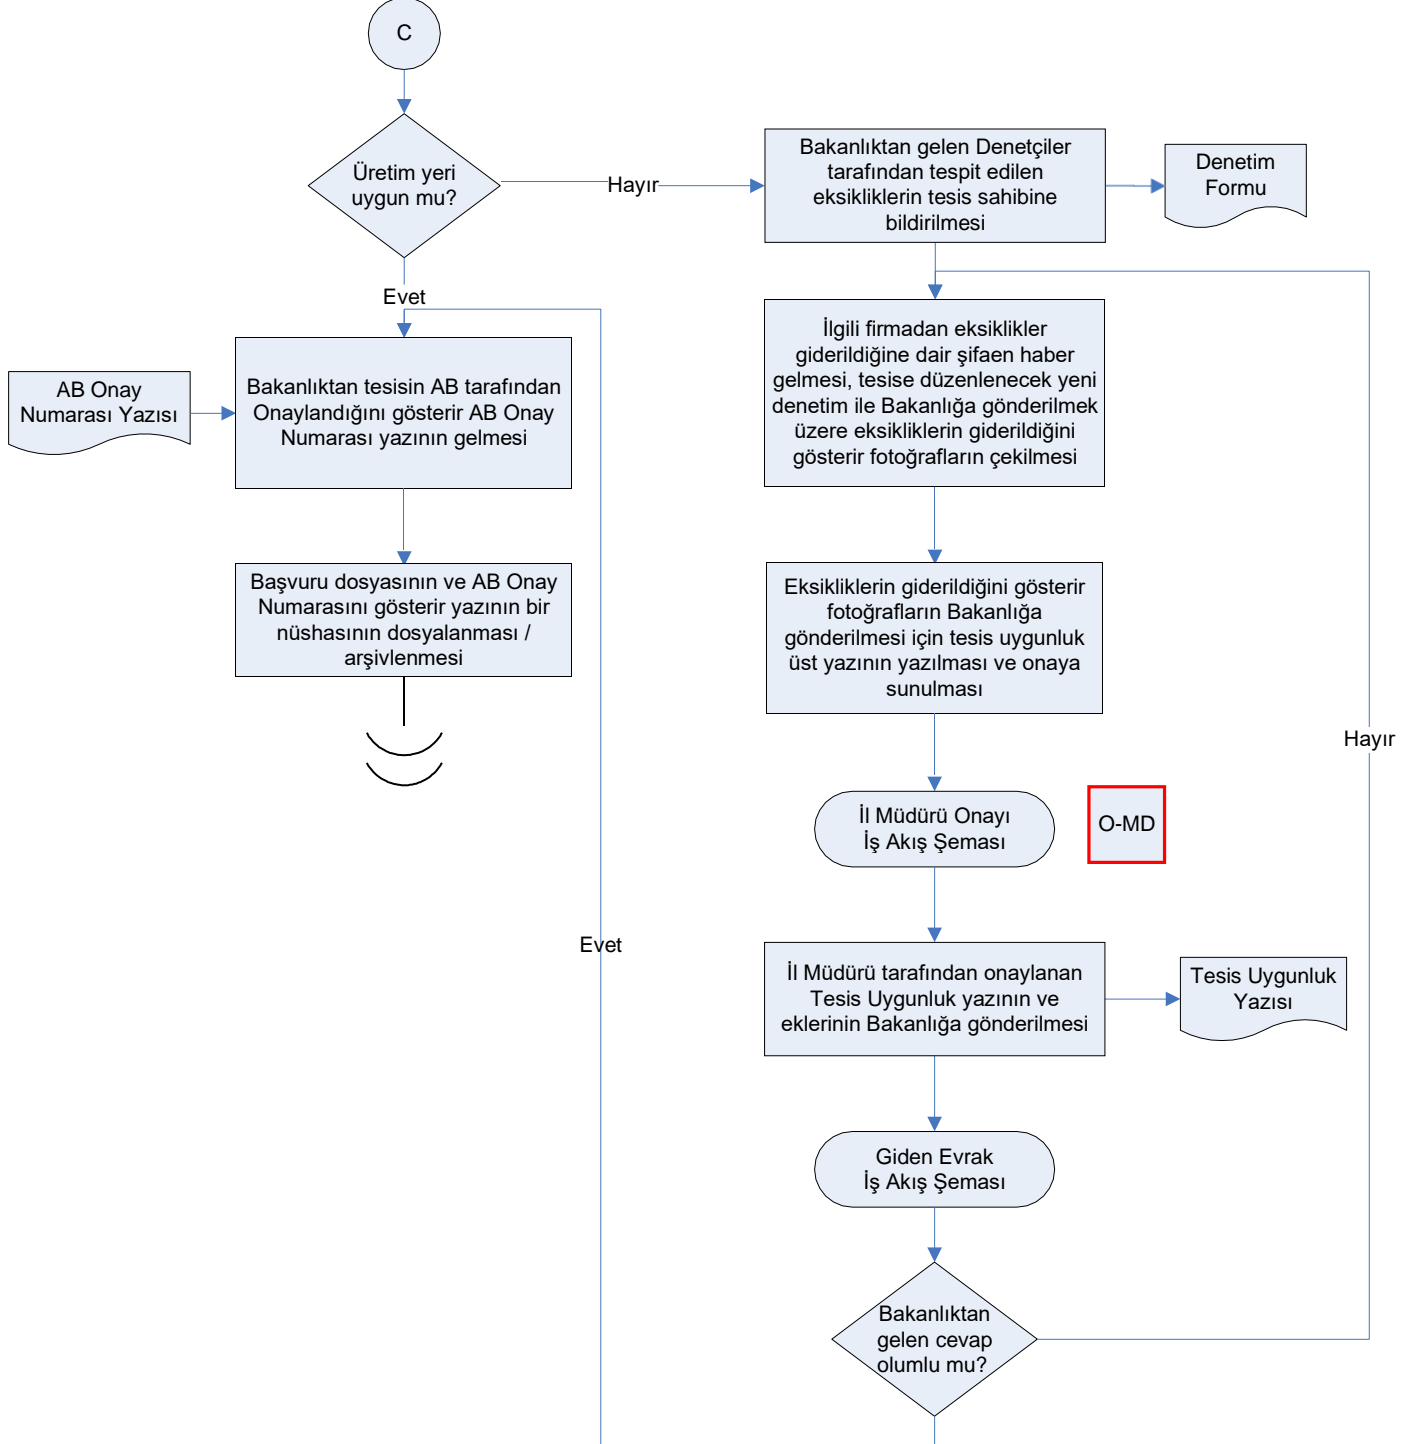 C
Üretim yeri
uygun mu?
Hayır
Bakanlıktan gelen Denetçiler
tarafından tespit edilen
eksikliklerin tesis sahibine
bildirilmesi
Denetim
Formu
Evet
AB Onay
Numarası Yazısı
Bakanlıktan tesisin AB tarafından
Onaylandığını gösterir AB Onay
Numarası yazının gelmesi
İlgili firmadan eksiklikler
giderildiğine dair şifaen haber
gelmesi, tesise düzenlenecek yeni
denetim ile Bakanlığa gönderilmek
üzere eksikliklerin giderildiğini
gösterir fotoğrafların çekilmesi
Başvuru dosyasının ve AB Onay
Numarasını gösterir yazının bir
nüshasının dosyalanması /
arşivlenmesi
Eksikliklerin giderildiğini gösterir
fotoğrafların Bakanlığa
gönderilmesi için tesis uygunluk
üst yazının yazılması ve onaya
sunulması
Hayır
İl Müdürü Onayı
İş Akış Şeması
O-MD
Evet
İl Müdürü tarafından onaylanan
Tesis Uygunluk yazının ve
eklerinin Bakanlığa gönderilmesi
Tesis Uygunluk
Yazısı
Giden Evrak
İş Akış Şeması
Bakanlıktan
gelen cevap
olumlu mu?